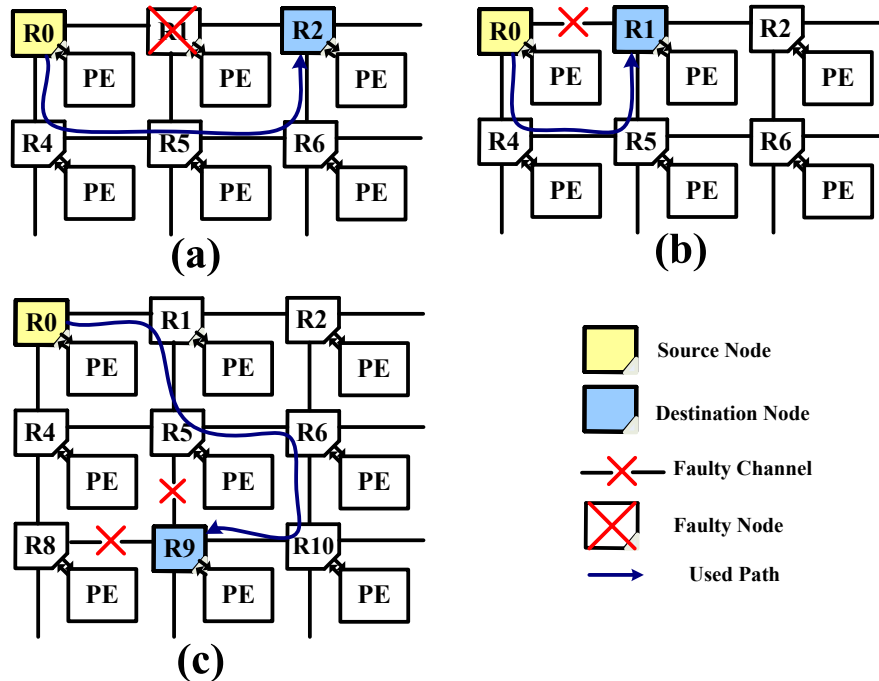 R0 R1 R2
PE PE PE
R4 R5 R6
PE PE PE
(a)
R0 R1 R2
PE PE PE
R4 R5 R6
PE PE PE
(b)
R0 R1 R2
PE PE PE
R4 R5 R6
PE PE PE
R8 R9 R10
PE PE PE
(c)
Source Node
Destination Node
Faulty Channel
Faulty Node
Used Path